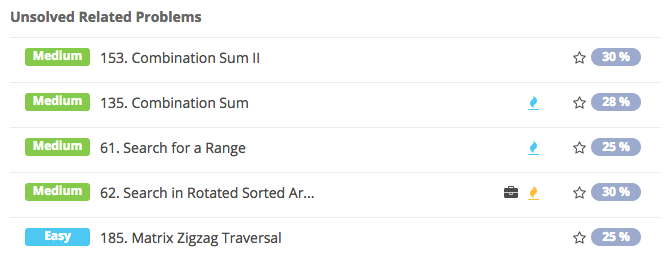 Unsolved Related Problems
Medium 153. Combination Sum II 30 %
Medium 135. Combination Sum 28 %
Medium 61. Search for a Range 25 %
Medium 62. Search in Rotated Sorted Ar... 30 %
Easy 185. Matrix Zigzag Traversal 25 %